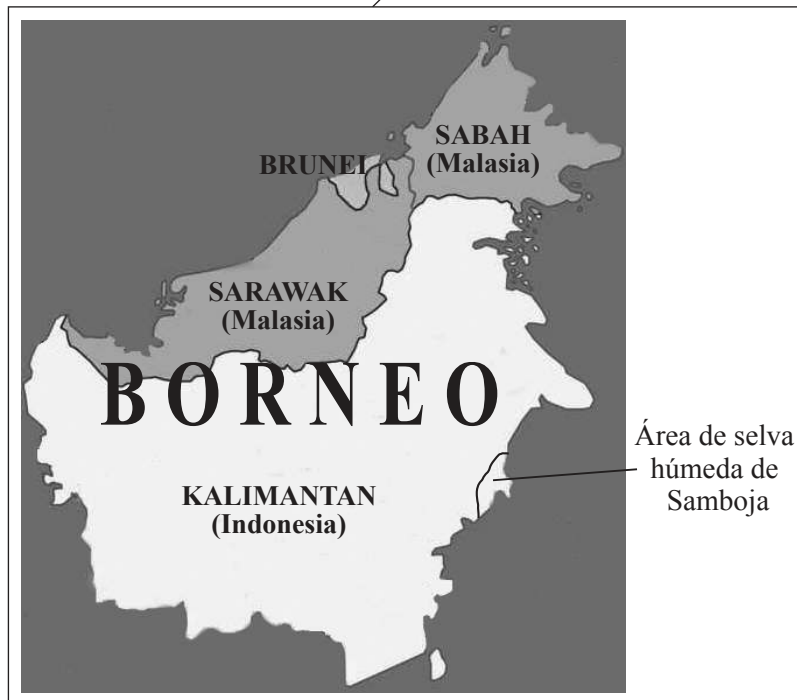 SABAH
(Malasia)
BRUNEI
SARAWAK
(Malasia)
BORNEO
Área de selva
húmeda de
Samboja
KALIMANTAN
(Indonesia)